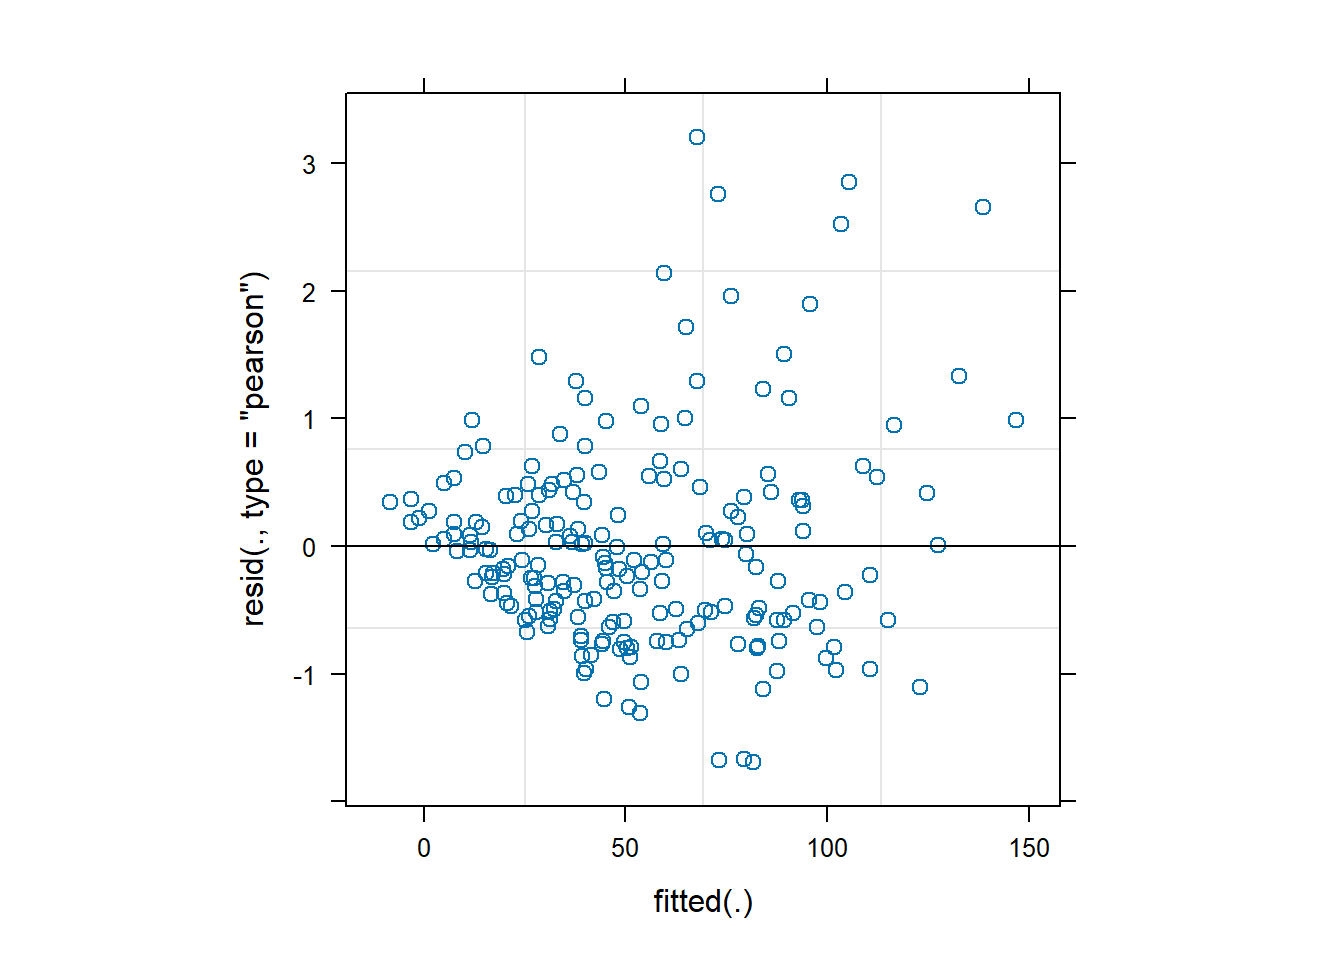 3
2
1
0
-1
resid(., type = "pearson")
0 50 100 150
fitted(.)